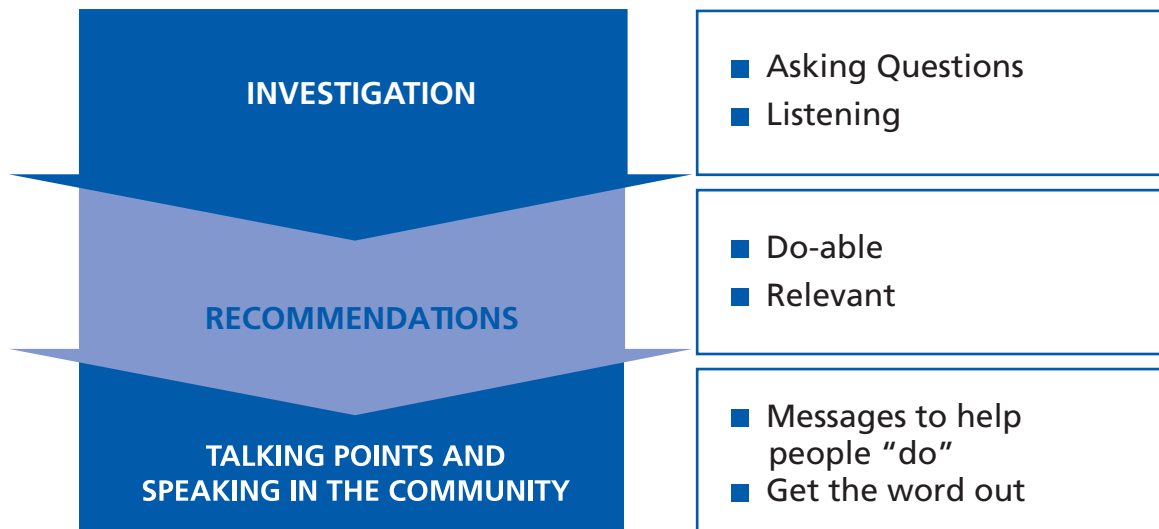 INVESTIGATION
■ Asking Questions
■ Listening
RECOMMENDATIONS
■ Do-able
■ Relevant
TALKING POINTS AND
SPEAKING IN THE COMMUNITY
■ Messages to help
people “do”
■ Get the word out